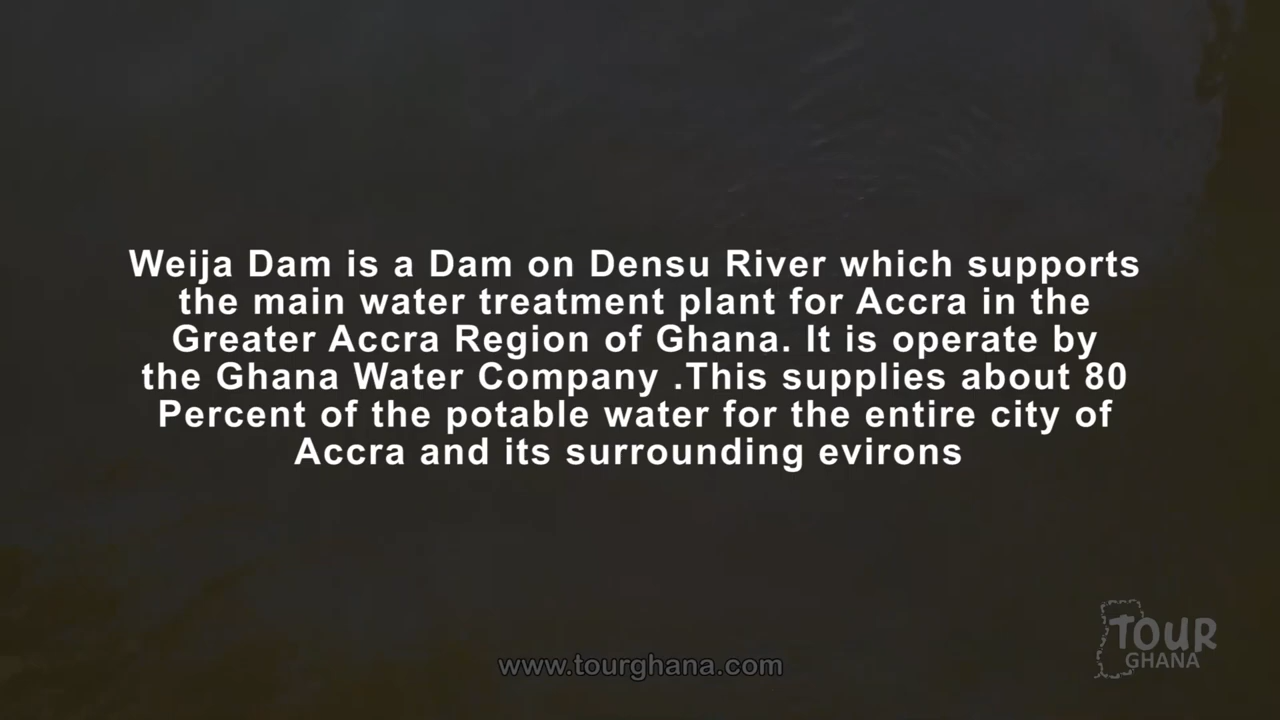 Weija Dam is a Dam on Densu River which supports
the main water treatment plant for Accra in the
Greater Accra Region of Ghana. It is operate by
the Ghana Water Company .This supplies about 80
Percent of the potable water for the entire city of
Accra and its surrounding evirons
TOUR
GHANA
www.tourghana.com